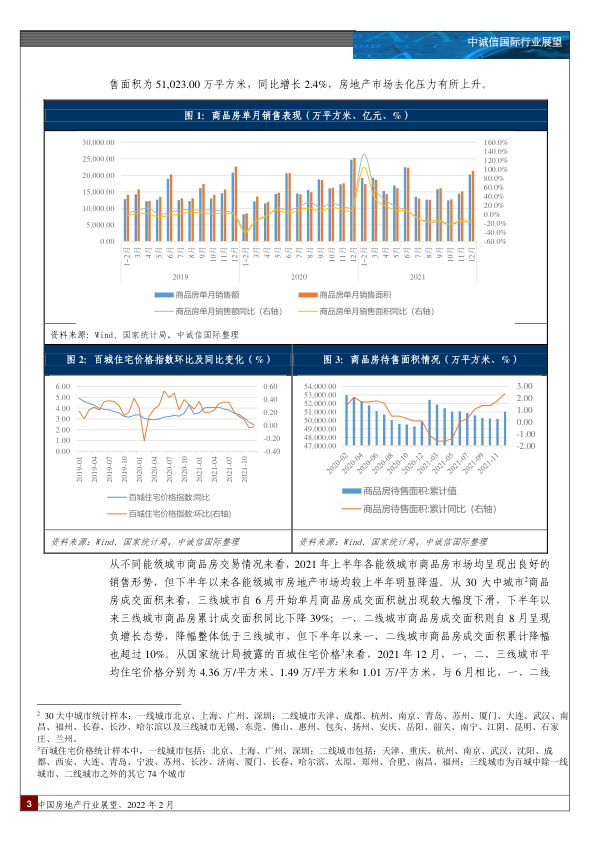 中诚信国际行业展望
售面积为 51,023.00 万平方米，同比增长 2.4%，房地产市场去化压力有所上升。
图 1：商品房单月销售表现（万平方米、亿元、%）
30,000.00
25,000.00
20,000.00
15,000.00
10,000.00
5,000.00
0.00
160.0%
140.0%
120.0%
100.0%
80.0%
60.0%
40.0%
20.0%
0.0%
-20.0%
-40.0%
-60.0%
1-2月 3月 4月 5月 6月 7月 8月 9月 10月 11月 12月 1-2月 3月 4月 5月 6月 7月 8月 9月 10月 11月 12月 1-2月 3月 4月 5月 6月 7月 8月 9月 10月 11月 12月
2019 2020 2021
商品房单月销售额 商品房单月销售面积
商品房单月销售额同比（右轴） 商品房单月销售面积同比（右轴）
资料来源：Wind、国家统计局，中诚信国际整理
图 2：百城住宅价格指数环比及同比变化（%）
6.00
5.00
4.00
3.00
2.00
1.00
0.00
0.60
0.40
0.20
0.00
-0.20
-0.40
2019-01 2019-04 2019-07 2019-10 2020-01 2020-04 2020-07 2020-10 2021-01 2021-04 2021-07 2021-10
百城住宅价格指数:同比
百城住宅价格指数:环比(右轴)
资料来源：Wind、国家统计局，中诚信国际整理
图 3：商品房待售面积情况（万平方米、%）
54,000.00
53,000.00
52,000.00
51,000.00
50,000.00
49,000.00
48,000.00
47,000.00
3.00
2.00
1.00
0.00
-1.00
-2.00
2020-02 2020-04 2020-06 2020-08 2020-10 2020-12 2021-03 2021-05 2021-07 2021-09 2021-11
商品房待售面积:累计值
商品房待售面积:累计同比（右轴）
资料来源：Wind、国家统计局，中诚信国际整理
从不同能级城市商品房交易情况来看，2021 年上半年各能级城市商品房市场均呈现出良好的
销售形势，但下半年以来各能级城市房地产市场均较上半年明显降温。从 30 大中城市2商品
房成交面积来看，三线城市自 6 月开始单月商品房成交面积就出现较大幅度下滑，下半年以
来三线城市商品房累计成交面积同比下降 39%；一、二线城市商品房成交面积则自 8 月呈现
负增长态势，降幅整体低于三线城市，但下半年以来一、二线城市商品房成交面积累计降幅
也超过 10%。从国家统计局披露的百城住宅价格3来看，2021 年 12 月，一、二、三线城市平
均住宅价格分别为 4.36 万/平方米、1.49 万/平方米和 1.01 万/平方米，与 6 月相比，一、二线
2 30 大中城市统计样本：一线城市北京、上海、广州、深圳；二线城市天津、成都、杭州、南京、青岛、苏州、厦门、大连、武汉、南
昌、福州、长春、长沙、哈尔滨以及三线城市无锡、东莞、佛山、惠州、包头、扬州、安庆、岳阳、韶关、南宁、江阴、昆明、石家
庄、兰州。
3百城住宅价格统计样本中，一线城市包括：北京、上海、广州、深圳；二线城市包括：天津、重庆、杭州、南京、武汉、沈阳、成
都、西安、大连、青岛、宁波、苏州、长沙、济南、厦门、长春、哈尔滨、太原、郑州、合肥、南昌、福州；三线城市为百城中除一线
城市、二线城市之外的其它 74 个城市
3 中国房地产行业展望，2022 年 2 月